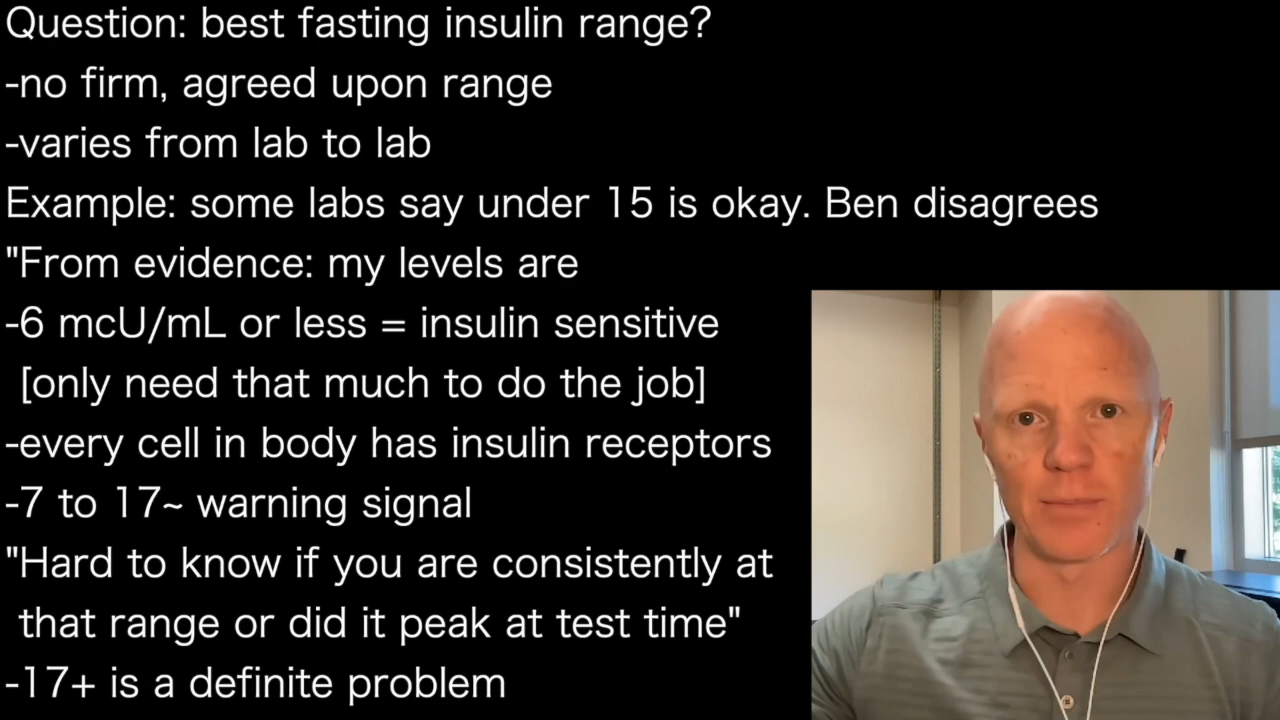 Question: best fasting insulin range?
-no firm, agreed upon range
-varies from lab to lab
Example: some labs say under 15 is okay. Ben disagrees
"From evidence: my levels are
-6 mcU/mL or less = insulin sensitive
[only need that much to do the job]
-every cell in body has insulin receptors
-7 to 17~ warning signal
"Hard to know if you are consistently at
that range or did it peak at test time"
-17+ is a definite problem